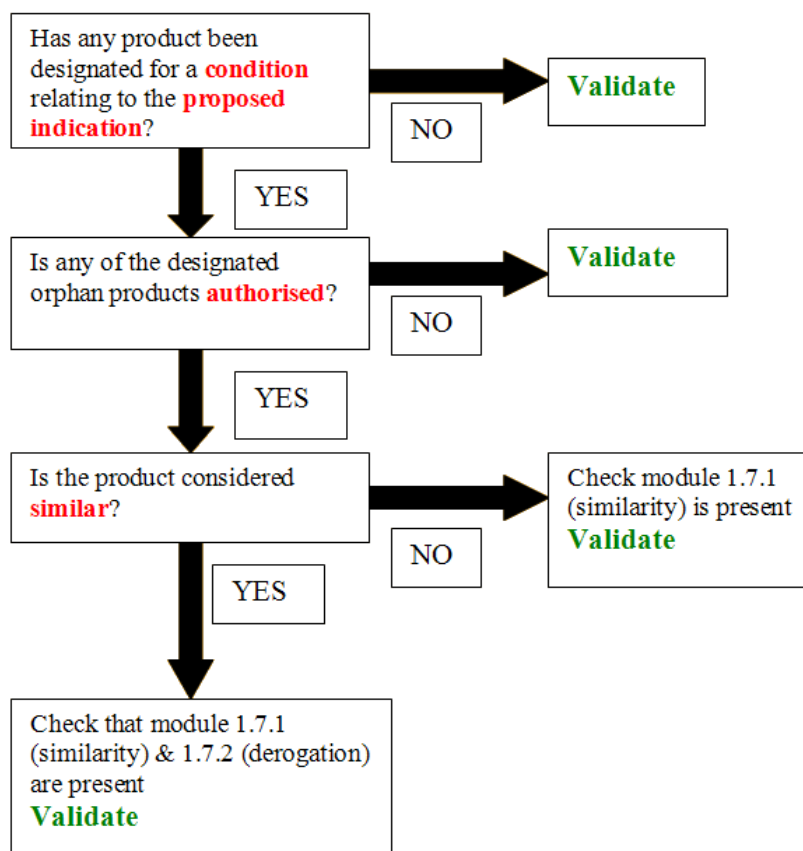 Has any product been
designated for a condition
relating to the proposed
indication?
NO
Validate
YES
Is any of the designated
orphan products authorised?
NO
Validate
YES
Is the product considered
similar?
NO
Check module 1.7.1
(similarity) is present
Validate
YES
Check that module 1.7.1
(similarity) & 1.7.2 (derogation)
are present
Validate